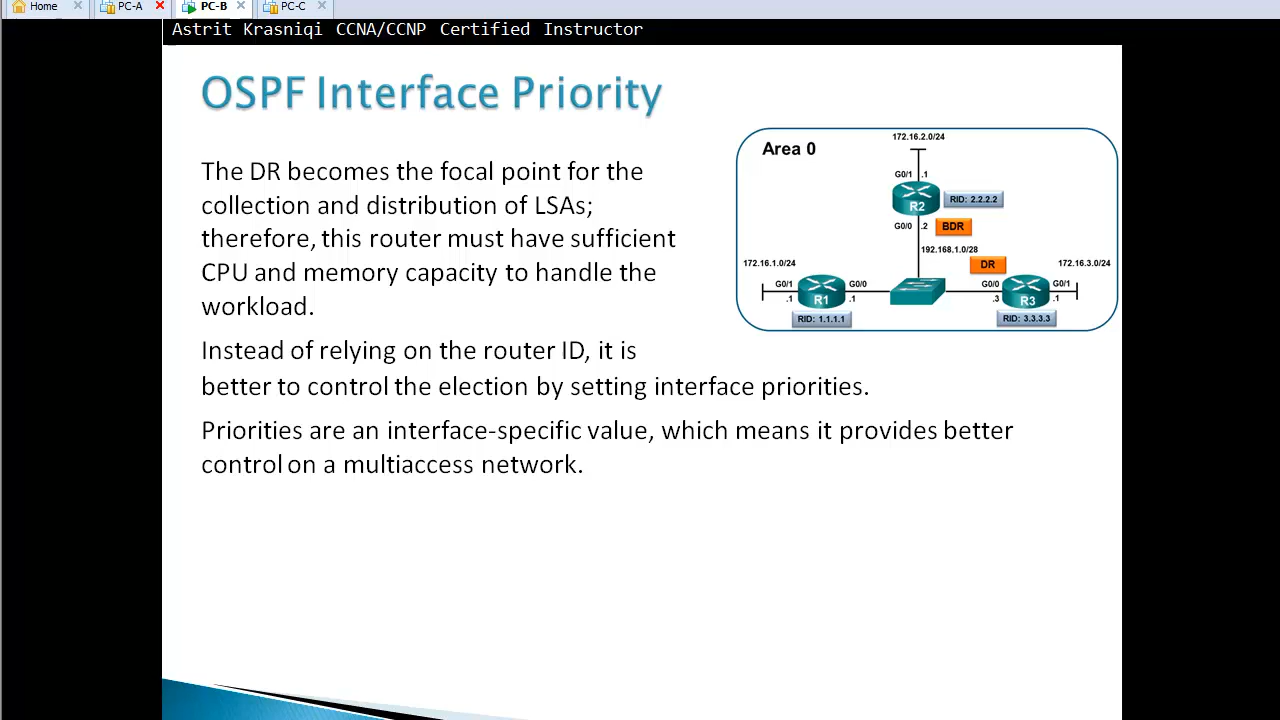 Home
PC-A
PC-B
PC-C
Astrit Krasniqi CCNA/CCNP Certified Instructor
OSPF Interface Priority
The DR becomes the focal point for the
collection and distribution of LSAs;
therefore, this router must have sufficient
CPU and memory capacity to handle the
workload.
Instead of relying on the router ID, it is
better to control the election by setting interface priorities.
Priorities are an interface-specific value, which means it provides better
control on a multiaccess network.
172.16.2.0/24
Area 0
G0/1 .1
R2
RID: 2.2.2.2
G0/0 .2
BDR
192.168.1.0/28
172.16.1.0/24
DR
172.16.3.0/24
G0/1
G0/0
G0/0
G0/1
.1
R1
.1
.3
R3
.1
RID: 1.1.1.1
RID: 3.3.3.3